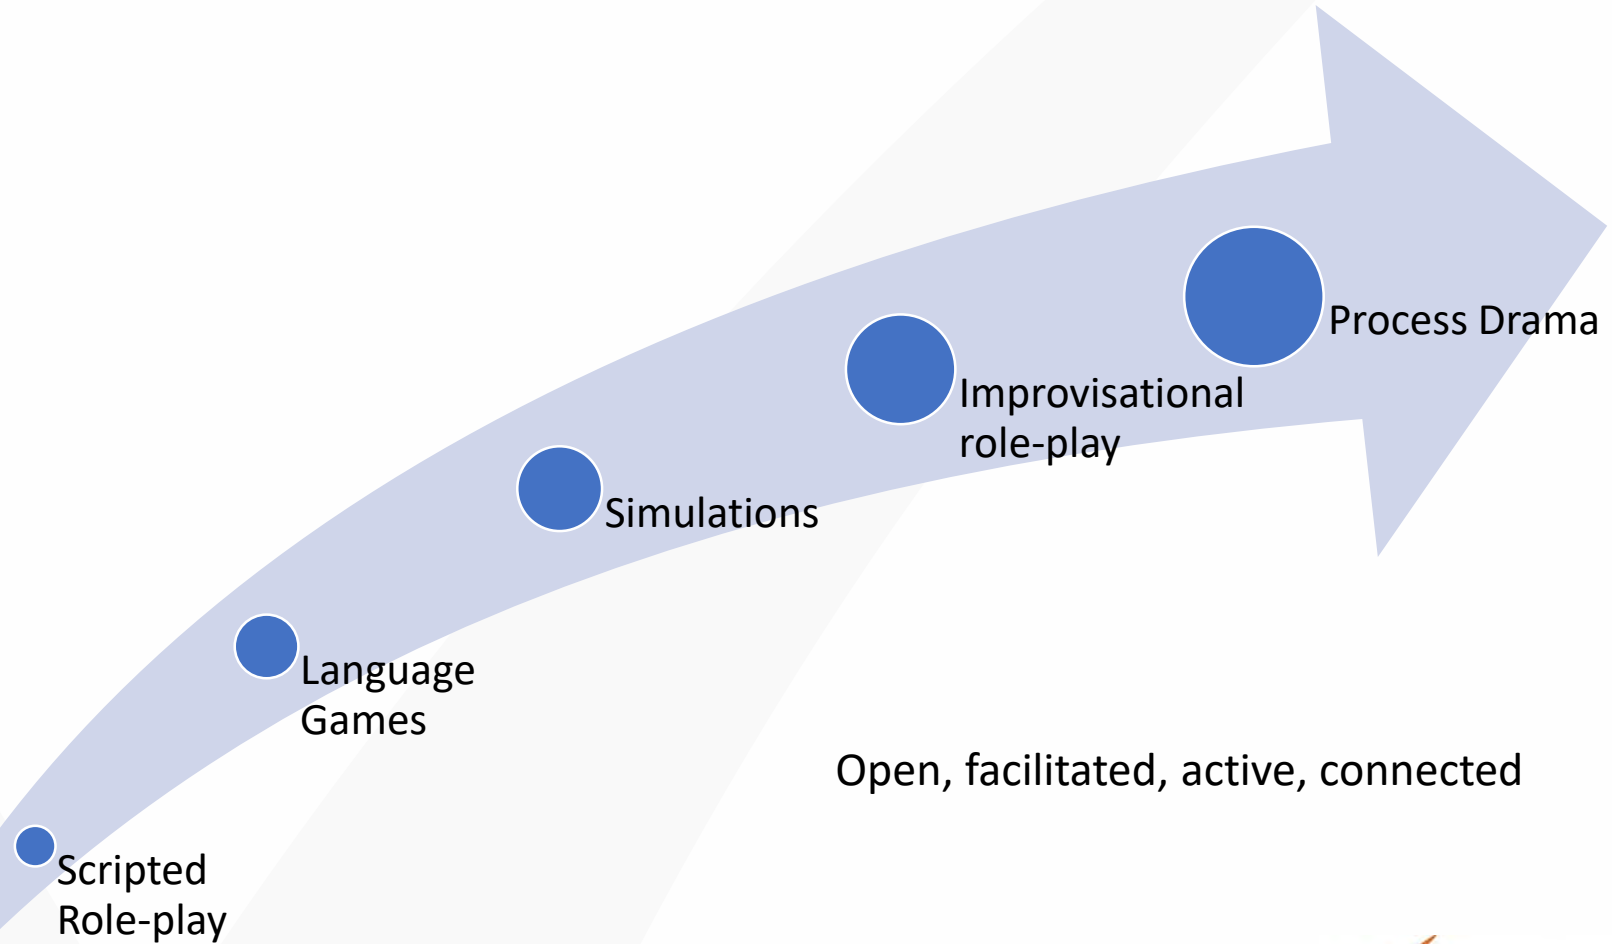 Process Drama
Improvisational
role-play
Simulations
Language
Games
Open, facilitated, active, connected
Scripted
Role-play